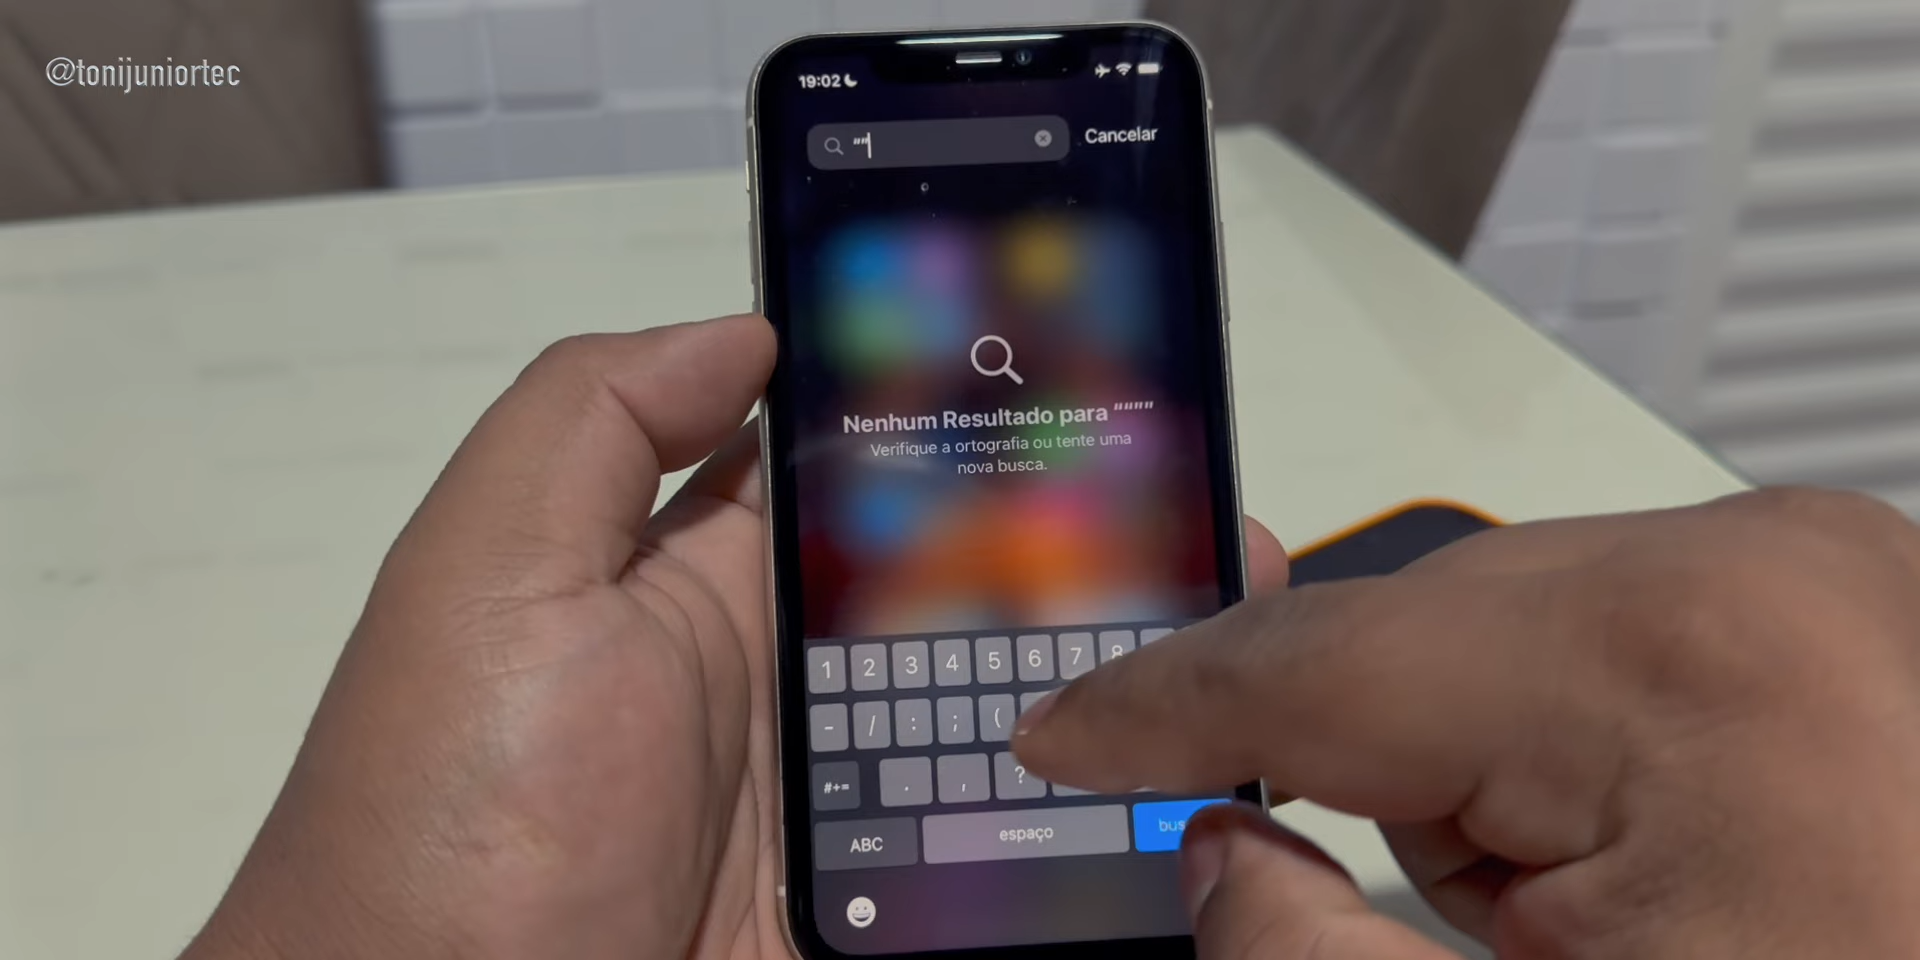 @tonijuniortec
19:02
""
Cancelar
Nenhum Resultado para """"
Verifique a ortografia ou tente uma
nova busca.
1 2 3 4 5 6 7 8
- / : ; (
#+= . , ?
ABC espaço